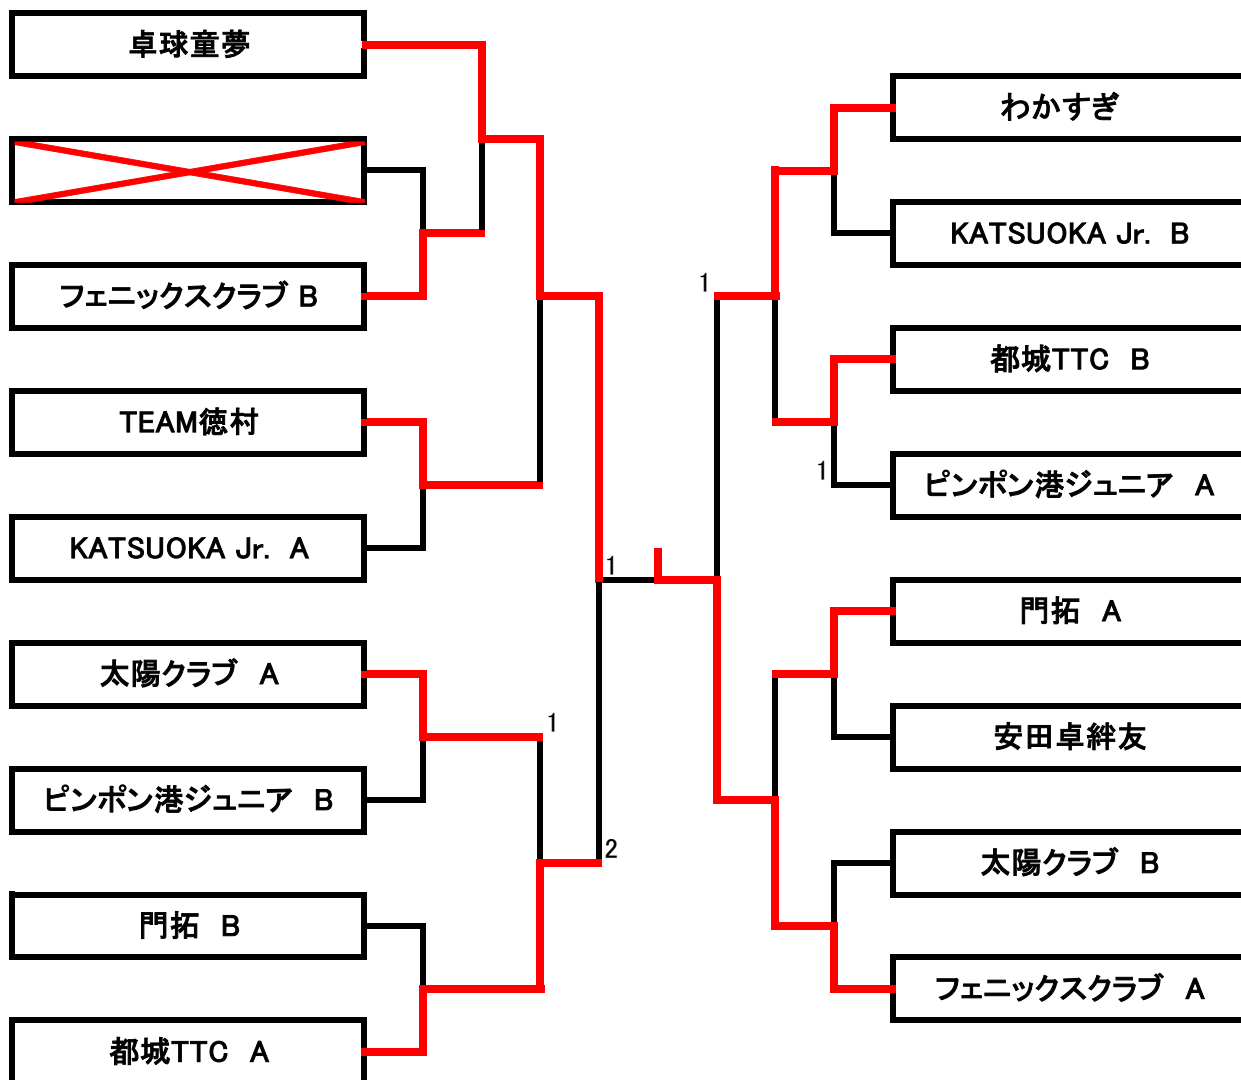 卓球童夢
フェニックスクラブ B
TEAM徳村
KATSUOKA Jr. A
太陽クラブ A
ピンポン港ジュニア B
門拓 B
都城TTC A
1
2
1
1
1
わかすぎ
KATSUOKA Jr. B
都城TTC B
ピンポン港ジュニア A
門拓 A
安田卓絆友
太陽クラブ B
フェニックスクラブ A